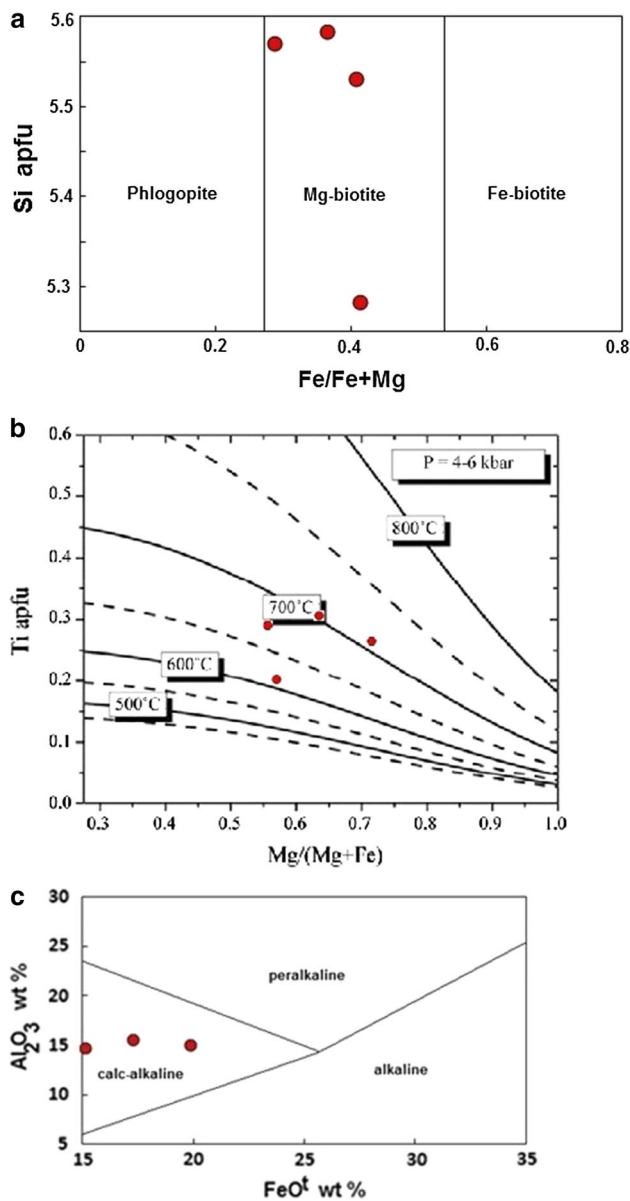 a
5.6
5.5
5.4
5.3
Si apfu
Phlogopite
Mg-biotite
Fe-biotite
0
0.2
0.4
0.6
0.8
Fe/Fe+Mg
b
0.6
0.5
0.4
0.3
0.2
0.1
0.0
Ti apfu
P = 4-6 kbar
800°C
700°C
600°C
500°C
0.3
0.4
0.5
0.6
0.7
0.8
0.9
1.0
Mg/(Mg+Fe)
c
30
25
20
15
10
5
Al2O3 wt %
peralkaline
calc-alkaline
alkaline
15
20
25
30
35
FeOt wt %